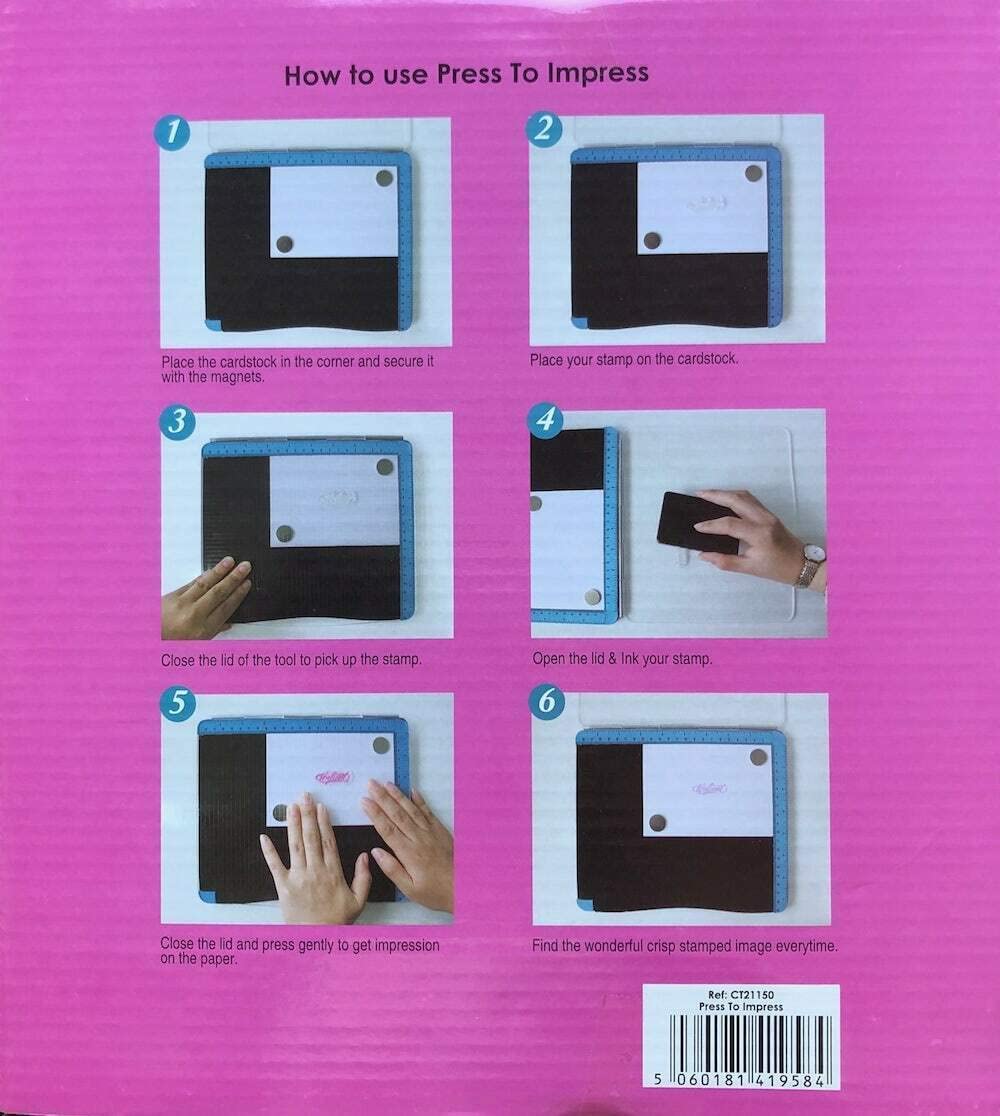 How to use Press To Impress
1
2
Place the cardstock in the corner and secure it
with the magnets.
Place your stamp on the cardstock.
3
4
Close the lid of the tool to pick up the stamp.
Open the lid & Ink your stamp.
5
6
Close the lid and press gently to get impression
on the paper.
Find the wonderful crisp stamped image everytime.
Ref: CT21150
Press To Impress
5 060181 419584